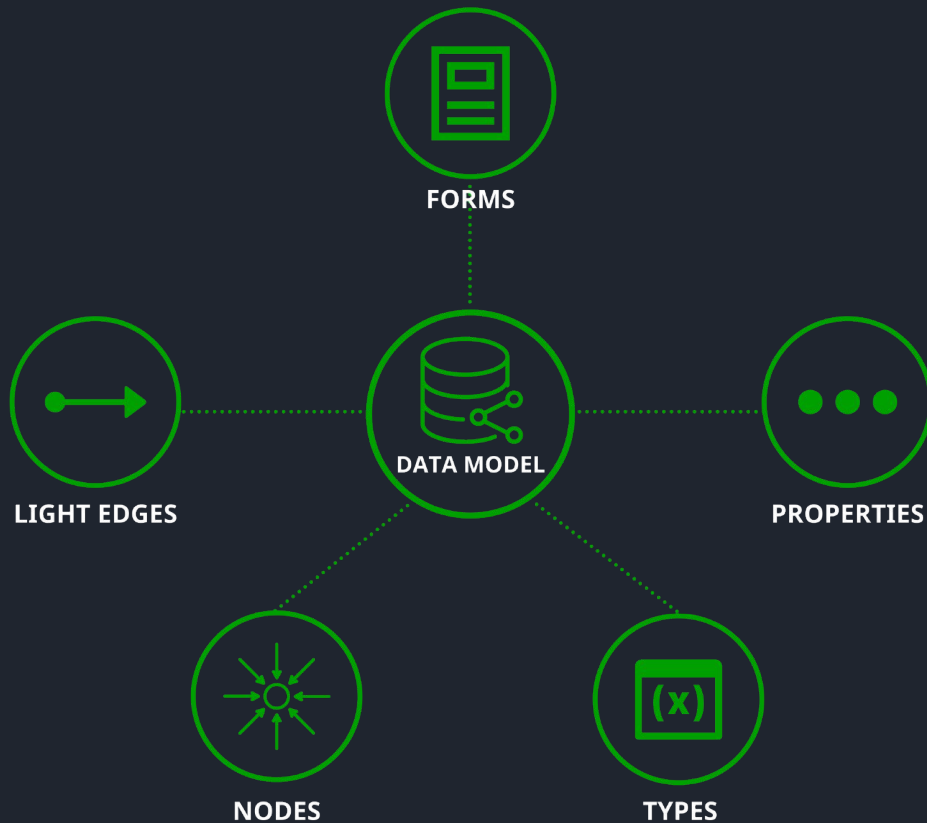 FORMS
DATA MODEL
LIGHT EDGES
PROPERTIES
(x)
NODES
TYPES